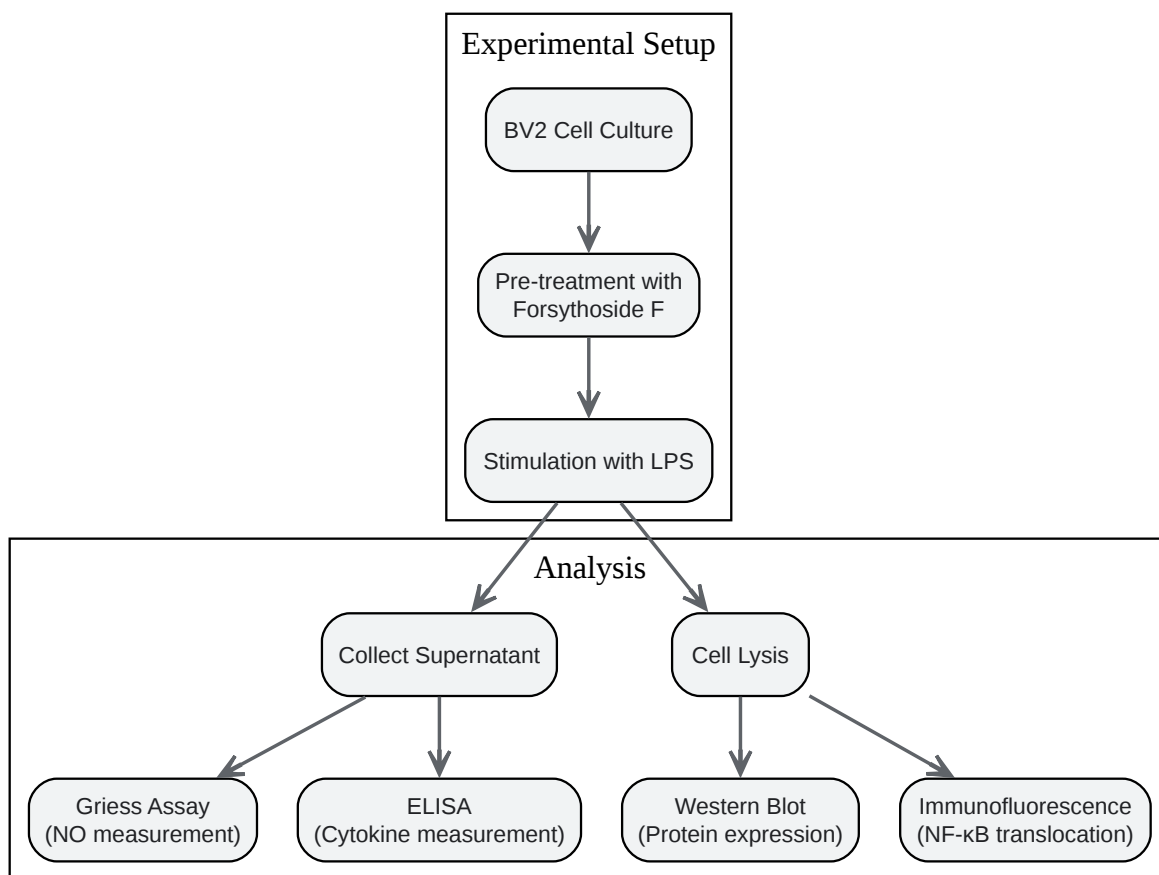 Experimental Setup
BV2 Cell Culture
Pre-treatment with
Forsythoside F
Stimulation with LPS
Analysis
Collect Supernatant
Cell Lysis
Griess Assay
(NO measurement)
ELISA
(Cytokine measurement)
Western Blot
(Protein expression)
Immunofluorescence
(NF-κB translocation)